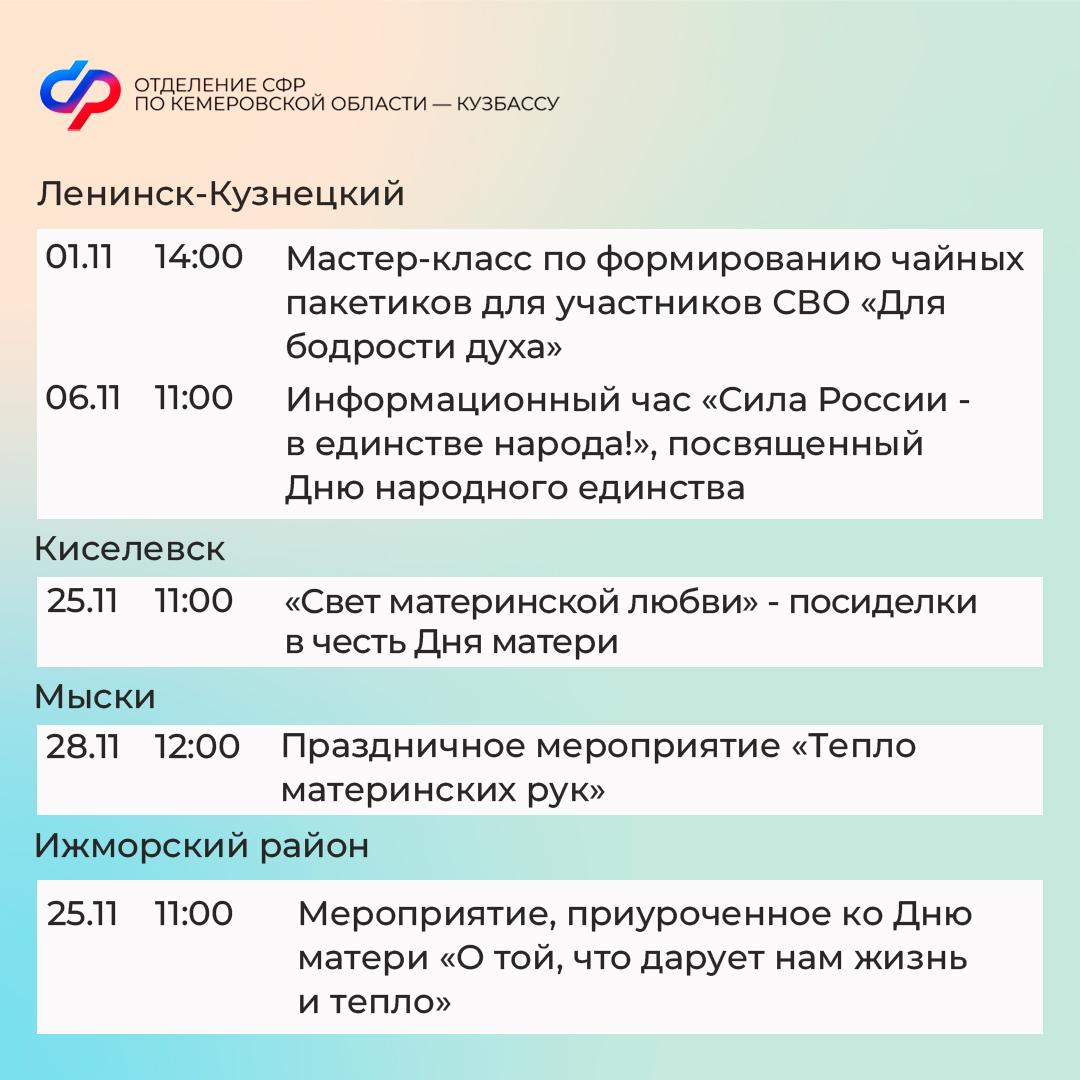 ОТДЕЛЕНИЕ СФР
ПО КЕМЕРОВСКОЙ ОБЛАСТИ — КУЗБАССУ
Ленинск-Кузнецкий
01.11 14:00 Мастер-класс по формированию чайных
пакетиков для участников СВО «Для
бодрости духа»
06.11 11:00 Информационный час «Сила России -
в единстве народа!», посвященный
Дню народного единства
Киселевск
25.11 11:00 «Свет материнской любви» - посиделки
в честь Дня матери
Мыски
28.11 12:00 Праздничное мероприятие «Тепло
материнских рук»
Ижморский район
25.11 11:00 Мероприятие, приуроченное ко Дню
матери «О той, что дарует нам жизнь
и тепло»